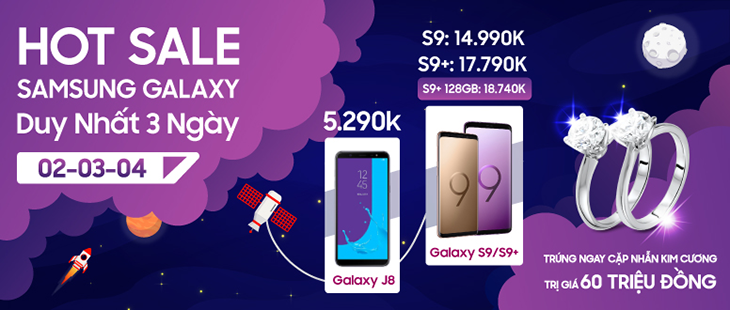 HOT SALE
SAMSUNG GALAXY
Duy Nhất 3 Ngày
02-03-04
5.290k
Galaxy J8
S9: 14.990K
S9+: 17.790K
S9+ 128GB: 18.740K
9
9
Galaxy S9/S9+
TRÚNG NGAY CẶP NHẪN KIM CƯƠNG
TRỊ GIÁ 60 TRIỆU ĐỒNG